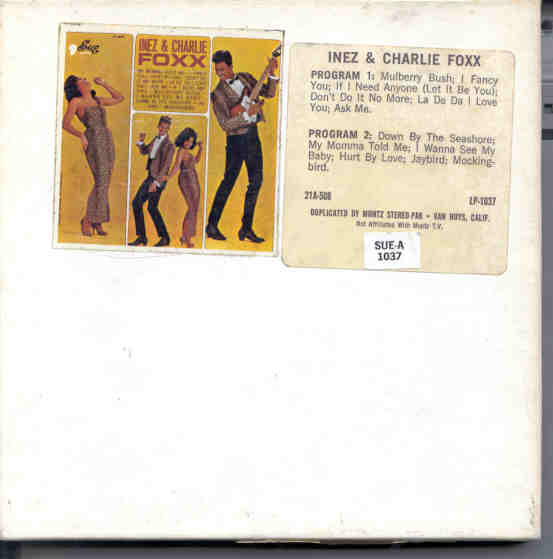 INEZ & CHARLIE
FOXX
INEZ & CHARLIE FOXX
PROGRAM 1: Mulberry Bush; I Fancy
You; If I Need Anyone (Let It Be You);
Don't Do It No More; La De Da I Love
You; Ask Me.
PROGRAM 2: Down By The Seashore;
My Momma Told Me; I Wanna See My
Baby; Hurt By Love; Jaybird; Mocking-
bird.
21A-508 LP-1037
DUPLICATED BY MUNTZ STEREO-PAK • VAN NUYS, CALIF.
Not Affiliated With Muntz T.V.
SUE-A
1037